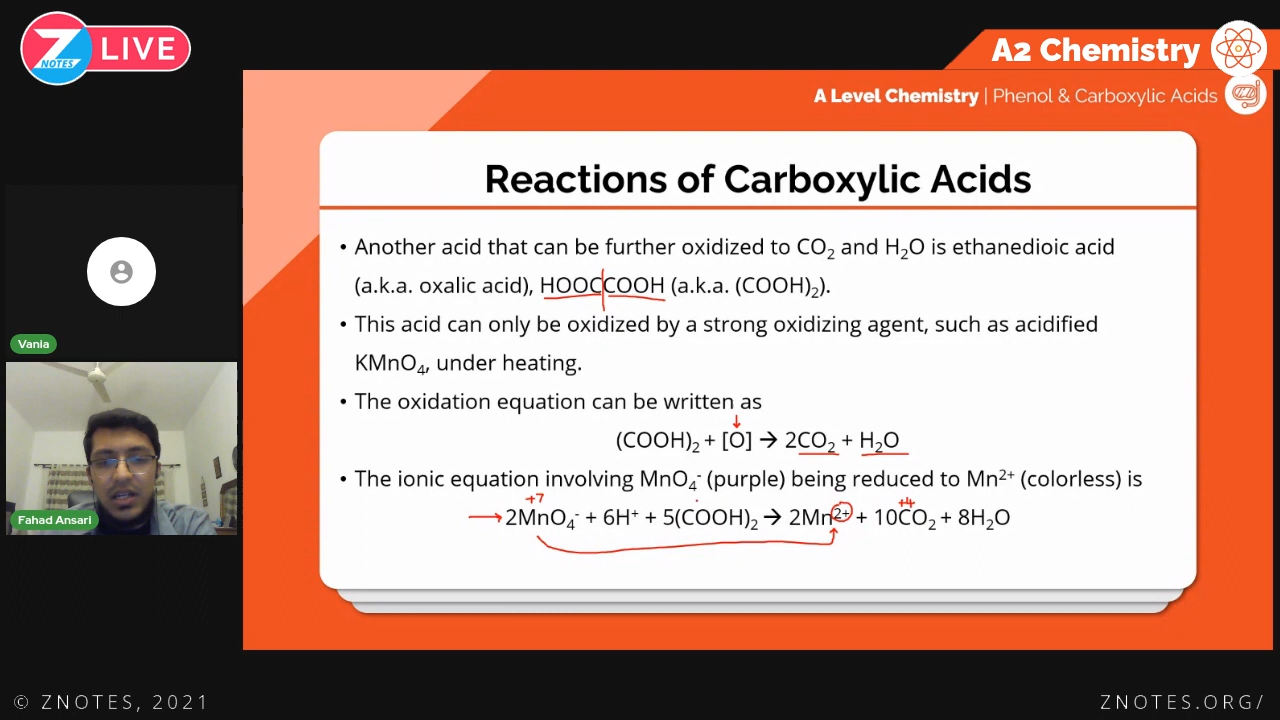 Z NOTES LIVE
A2 Chemistry
A Level Chemistry | Phenol & Carboxylic Acids
Reactions of Carboxylic Acids
• Another acid that can be further oxidized to CO₂ and H₂O is ethanedioic acid
(a.k.a. oxalic acid), HOOCCOOH (a.k.a. (COOH)₂).
• This acid can only be oxidized by a strong oxidizing agent, such as acidified
KMnO₄, under heating.
• The oxidation equation can be written as
(COOH)₂ + [O] → 2CO₂ + H₂O
• The ionic equation involving MnO₄⁻ (purple) being reduced to Mn²⁺ (colorless) is
+7 +4
2MnO₄⁻ + 6H⁺ + 5(COOH)₂ → 2Mn²⁺ + 10CO₂ + 8H₂O
Vania
Fahad Ansari
© ZNOTES, 2021
ZNOTES.ORG/